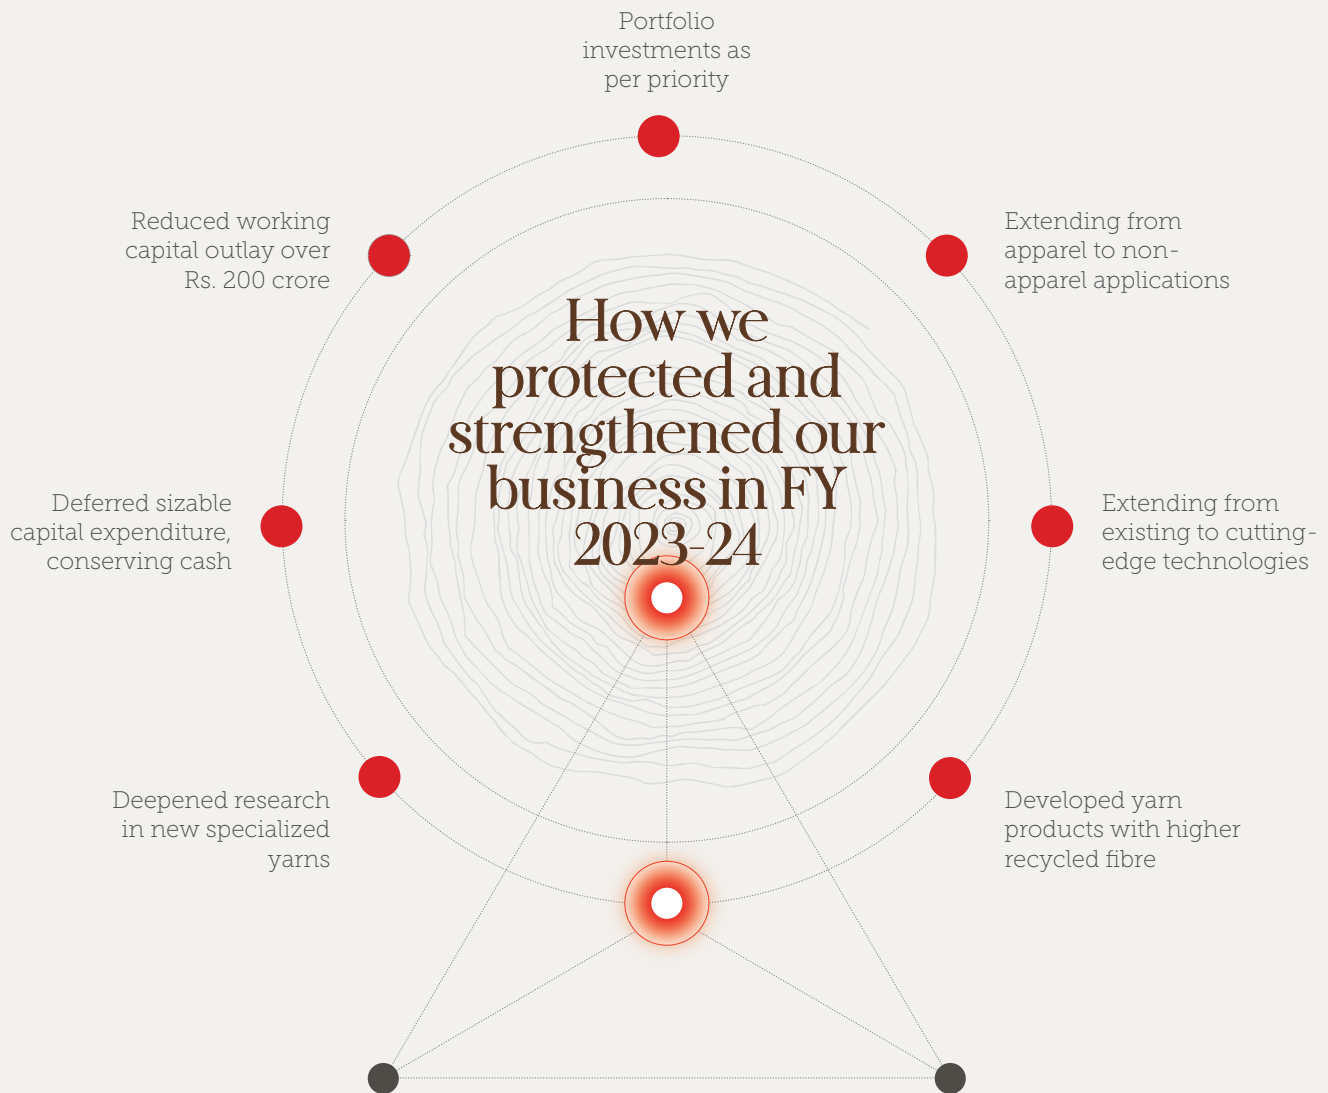 Portfolio
investments as
per priority
Reduced working
capital outlay over
Rs. 200 crore
Extending from
apparel to non-
apparel applications
How we
protected and
strengthened our
business in FY
2023-24
Deferred sizable
capital expenditure,
conserving cash
Extending from
existing to cutting-
edge technologies
Deepened research
in new specialized
yarns
Developed yarn
products with higher
recycled fibre